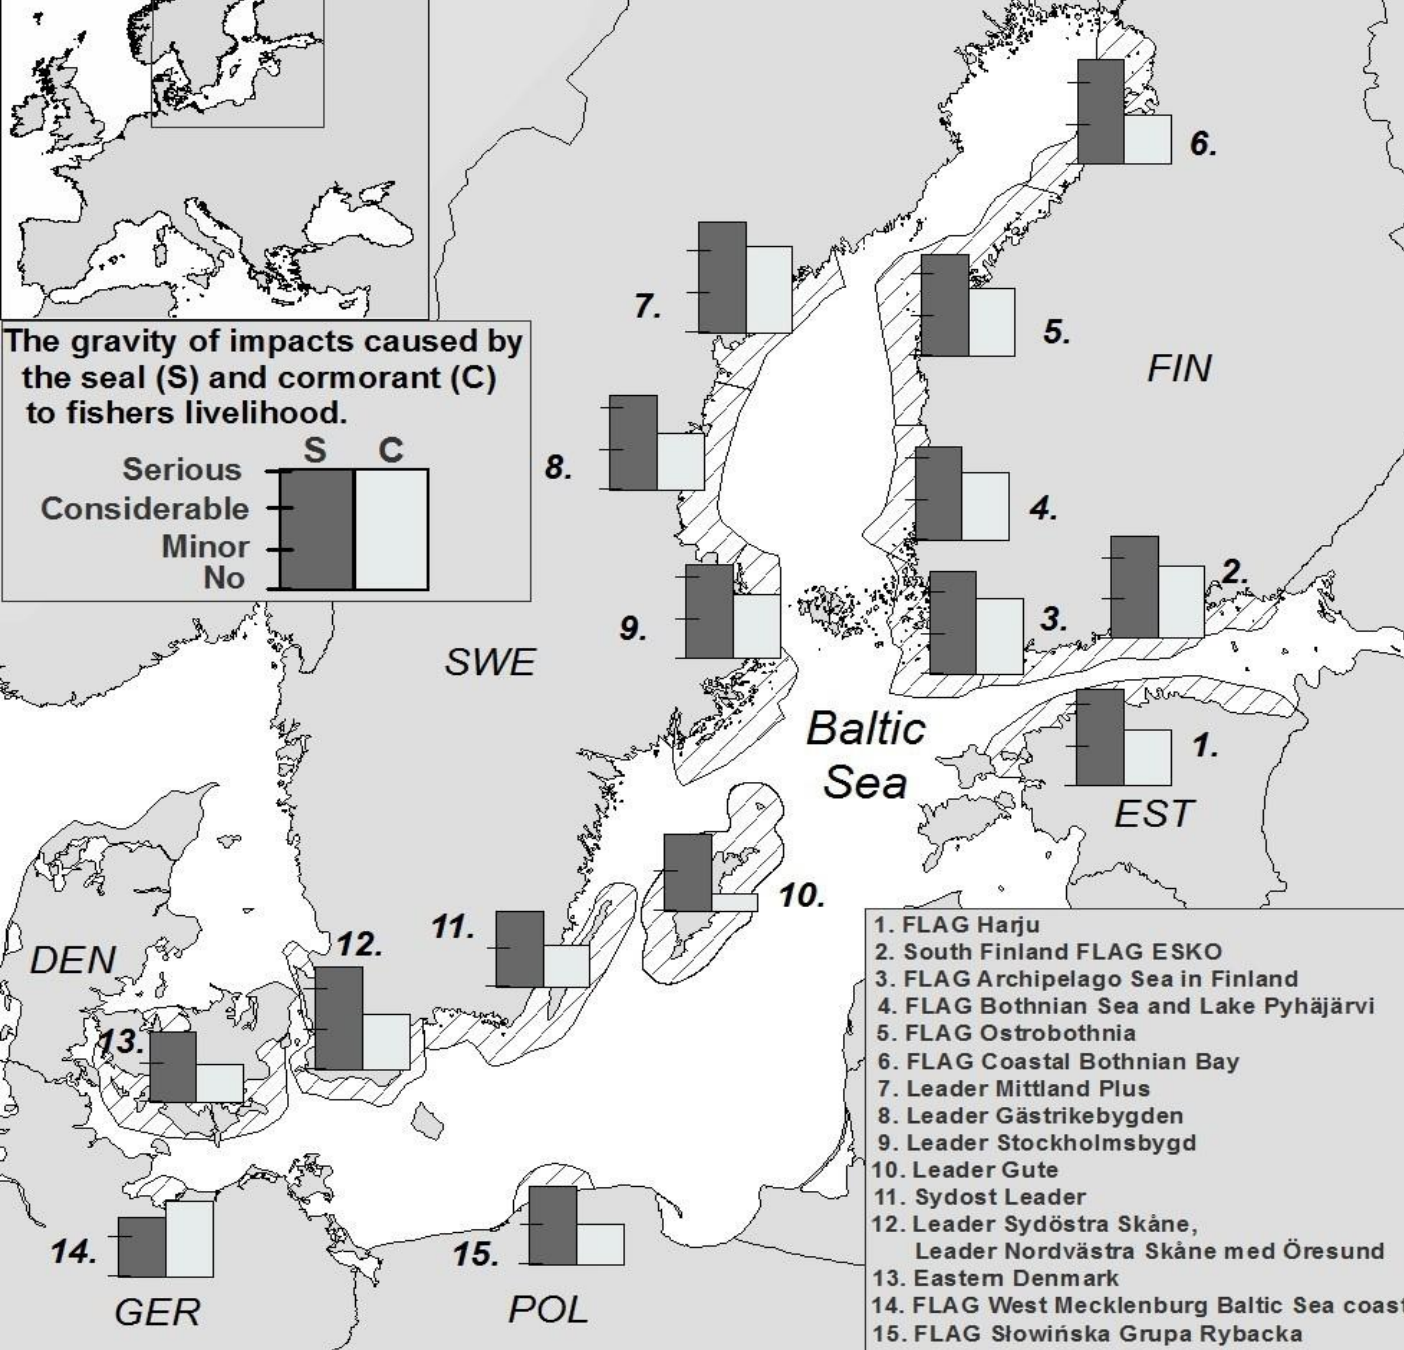 The gravity of impacts caused by
the seal (S) and cormorant (C)
to fishers livelihood.
S C
Serious
Considerable
Minor
No
6.
7.
5.
FIN
8.
4.
2.
9.
3.
SWE
Baltic
Sea
1.
EST
10.
11.
12.
DEN
13.
14.
15.
GER
POL
1. FLAG Harju
2. South Finland FLAG ESKO
3. FLAG Archipelago Sea in Finland
4. FLAG Bothnian Sea and Lake Pyhäjärvi
5. FLAG Ostrobothnia
6. FLAG Coastal Bothnian Bay
7. Leader Mittland Plus
8. Leader Gästrikebygden
9. Leader Stockholmsbygd
10. Leader Gute
11. Sydost Leader
12. Leader Sydöstra Skåne,
Leader Nordvästra Skåne med Öresund
13. Eastern Denmark
14. FLAG West Mecklenburg Baltic Sea coast
15. FLAG Słowińska Grupa Rybacka